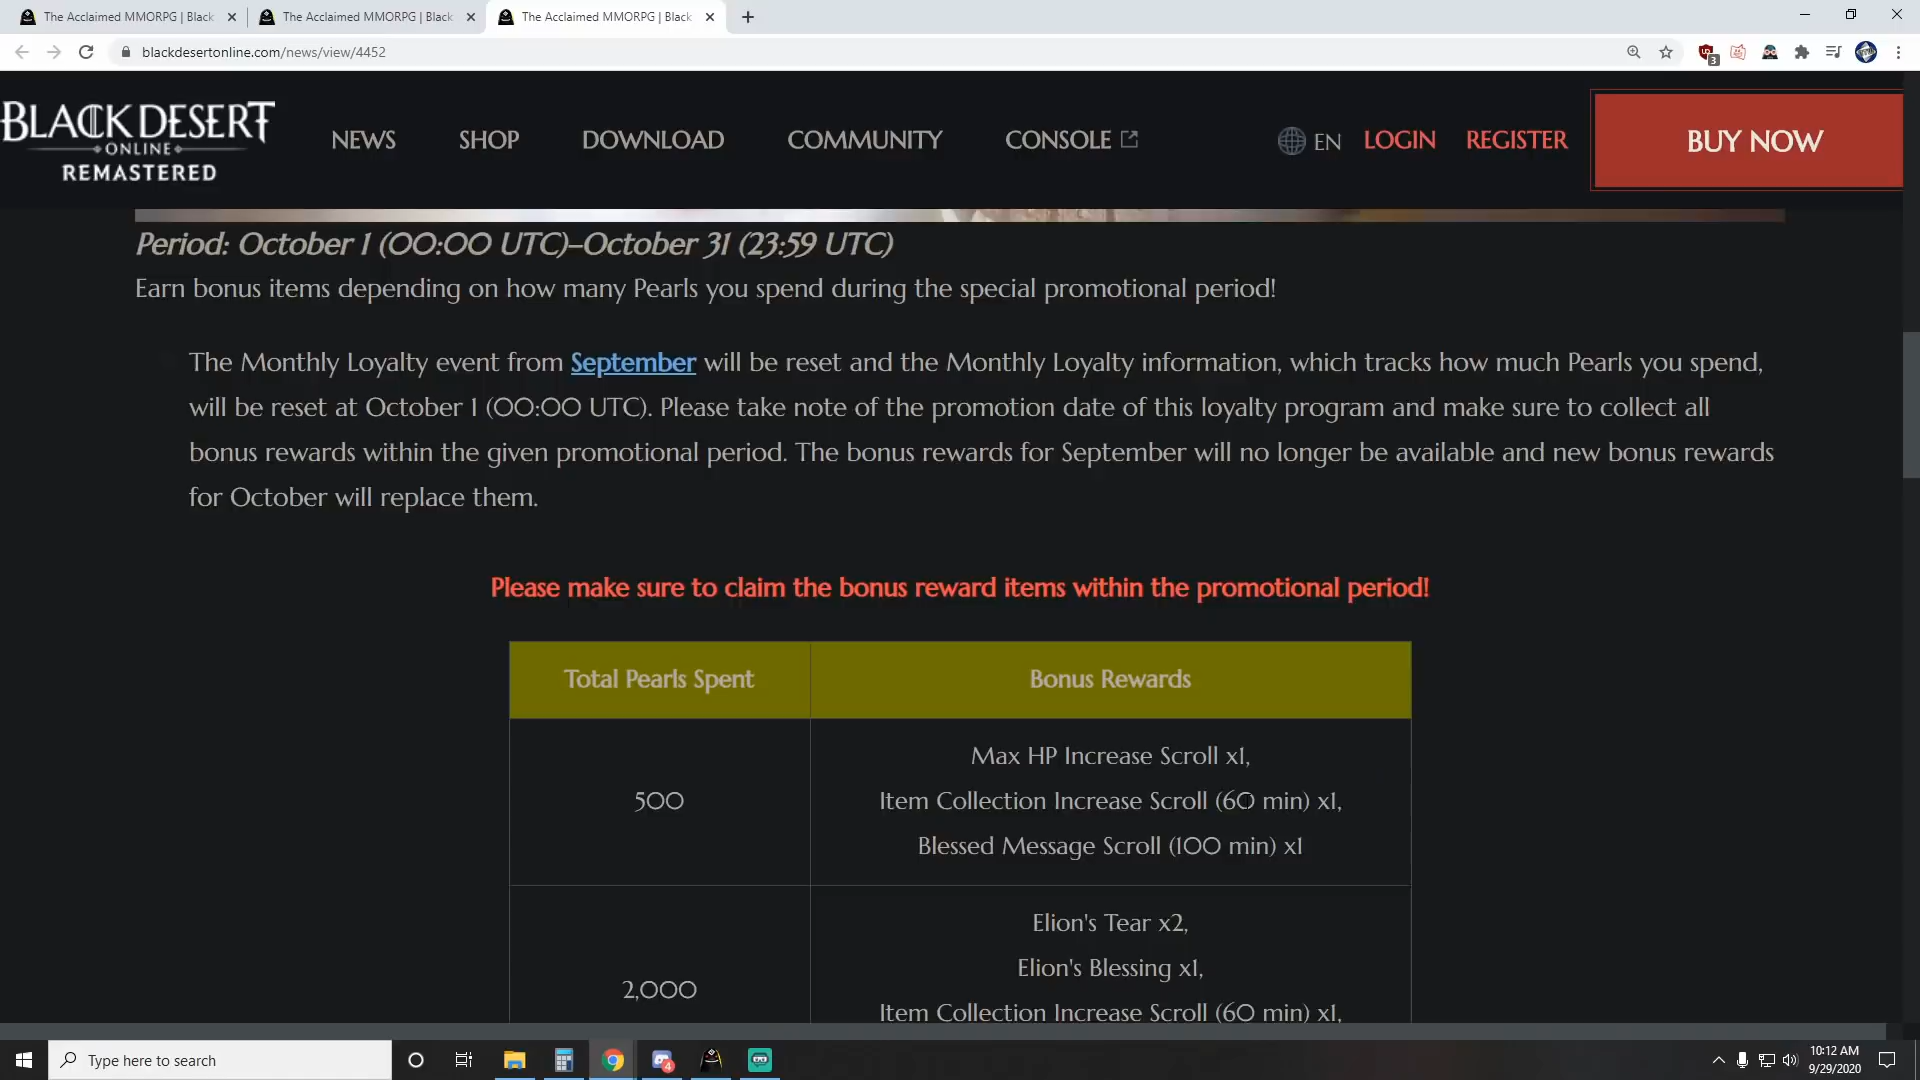 The Acclaimed MMORPG | Black
The Acclaimed MMORPG | Black
The Acclaimed MMORPG | Black
blackdesertonline.com/news/view/4452
3
BLACK DESERT
ONLINE
REMASTERED
NEWS
SHOP
DOWNLOAD
COMMUNITY
CONSOLE
EN
LOGIN
REGISTER
BUY NOW
Period: October 1 (00:00 UTC)–October 31 (23:59 UTC)
Earn bonus items depending on how many Pearls you spend during the special promotional period!
The Monthly Loyalty event from September will be reset and the Monthly Loyalty information, which tracks how much Pearls you spend,
will be reset at October 1 (00:00 UTC). Please take note of the promotion date of this loyalty program and make sure to collect all
bonus rewards within the given promotional period. The bonus rewards for September will no longer be available and new bonus rewards
for October will replace them.
Please make sure to claim the bonus reward items within the promotional period!
Total Pearls Spent
Bonus Rewards
500
Max HP Increase Scroll x1,
Item Collection Increase Scroll (60 min) x1,
Blessed Message Scroll (100 min) x1
2,000
Elion's Tear x2,
Elion's Blessing x1,
Item Collection Increase Scroll (60 min) x1,
Type here to search
4
10:12 AM
9/29/2020